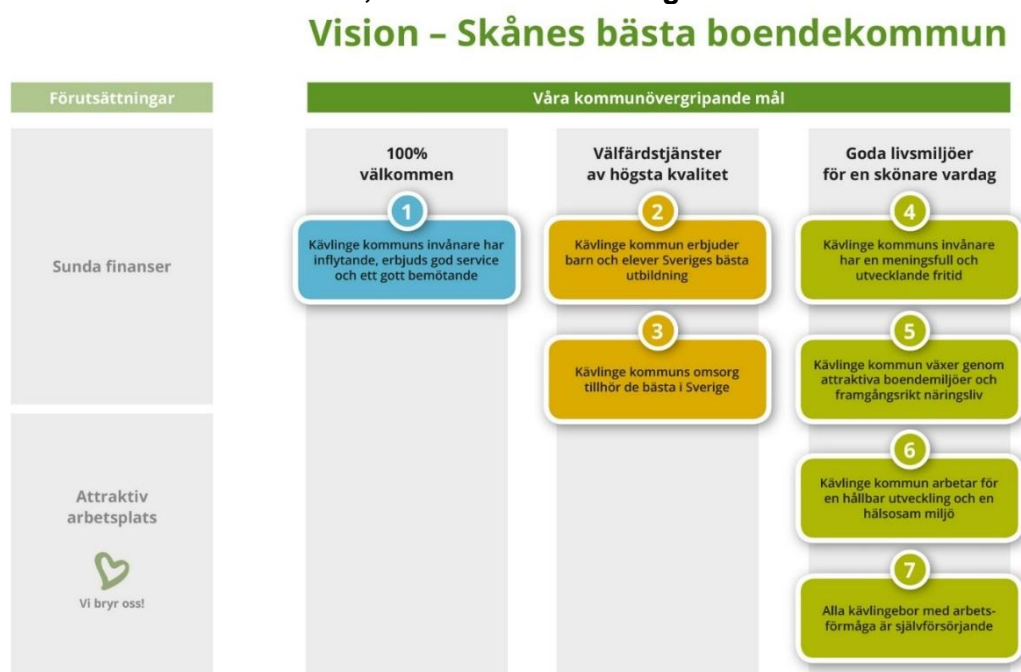 Vision – Skånes bästa boendekommun
Förutsättningar
Sunda finanser
Attraktiv
arbetsplats
Vi bryr oss!
Våra kommunövergripande mål
100%
välkommen
1
Kävlinge kommuns invånare har
inflytande, erbjuds god service
och ett gott bemötande
Välfärdstjänster
av högsta kvalitet
2
Kävlinge kommun erbjuder
barn och elever Sveriges bästa
utbildning
3
Kävlinge kommuns omsorg
tillhör de bästa i Sverige
Goda livsmiljöer
för en skönare vardag
4
Kävlinge kommuns invånare
har en meningsfull och
utvecklande fritid
5
Kävlinge kommun växer genom
attraktiva boendemiljöer och
framgångsrikt näringsliv
6
Kävlinge kommun arbetar för
en hållbar utveckling och en
hälsosam miljö
7
Alla kävlingebor med arbets-
förmåga är självförsörjande